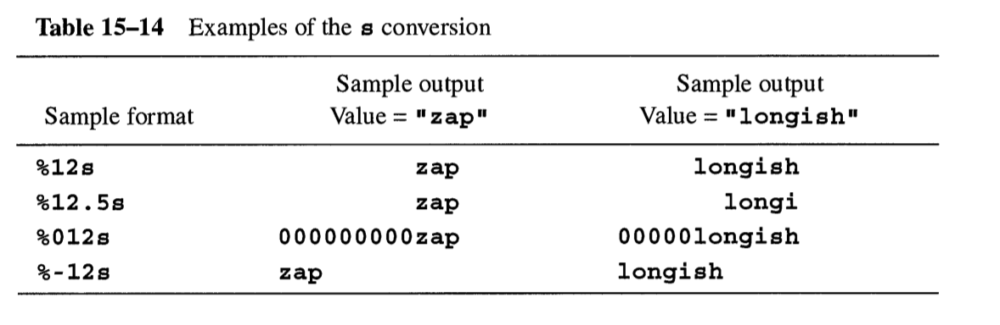 Table 15–14 Examples of the s conversion
Sample output Sample output
Sample format Value = "zap" Value = "longish"
%12s zap longish
%12.5s zap longi
%012s 000000000zap 00000longish
%-12s zap longish